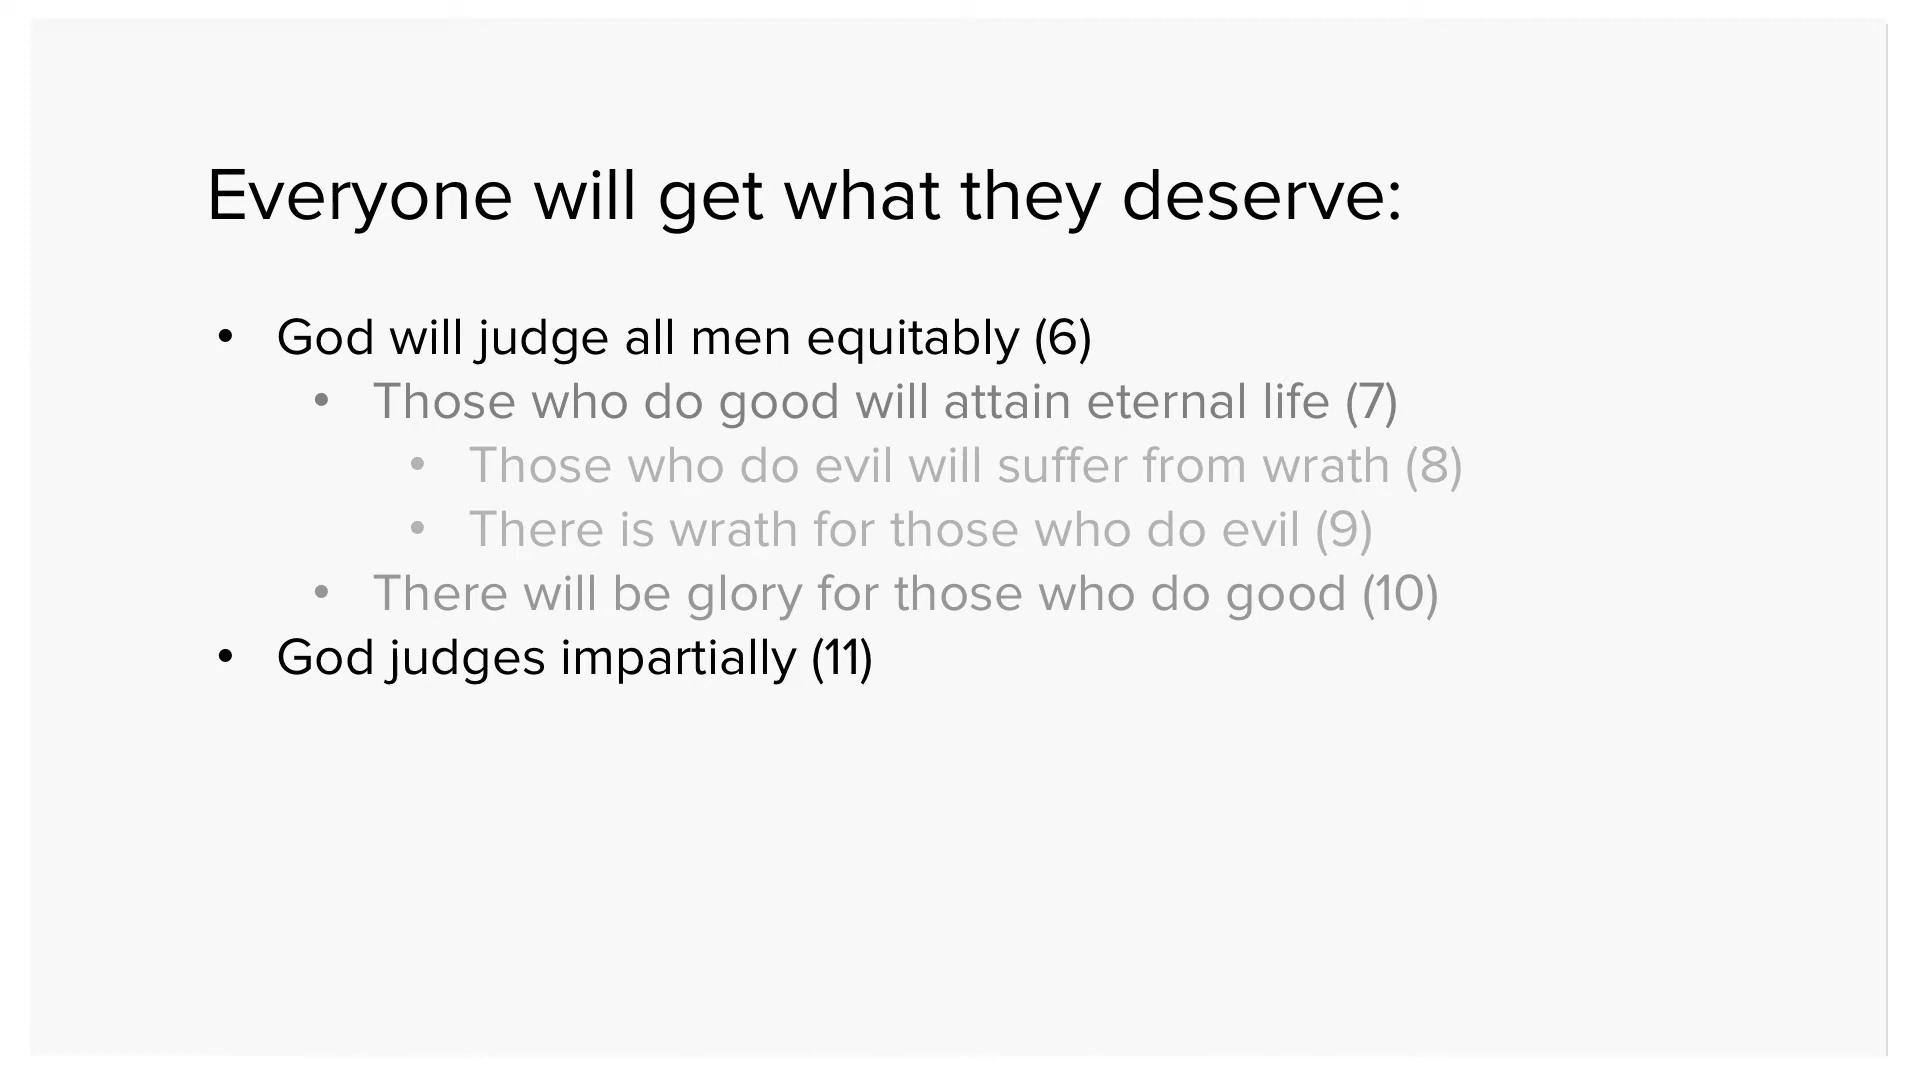 Everyone will get what they deserve:
• God will judge all men equitably (6)
• Those who do good will attain eternal life (7)
• Those who do evil will suffer from wrath (8)
• There is wrath for those who do evil (9)
• There will be glory for those who do good (10)
• God judges impartially (11)